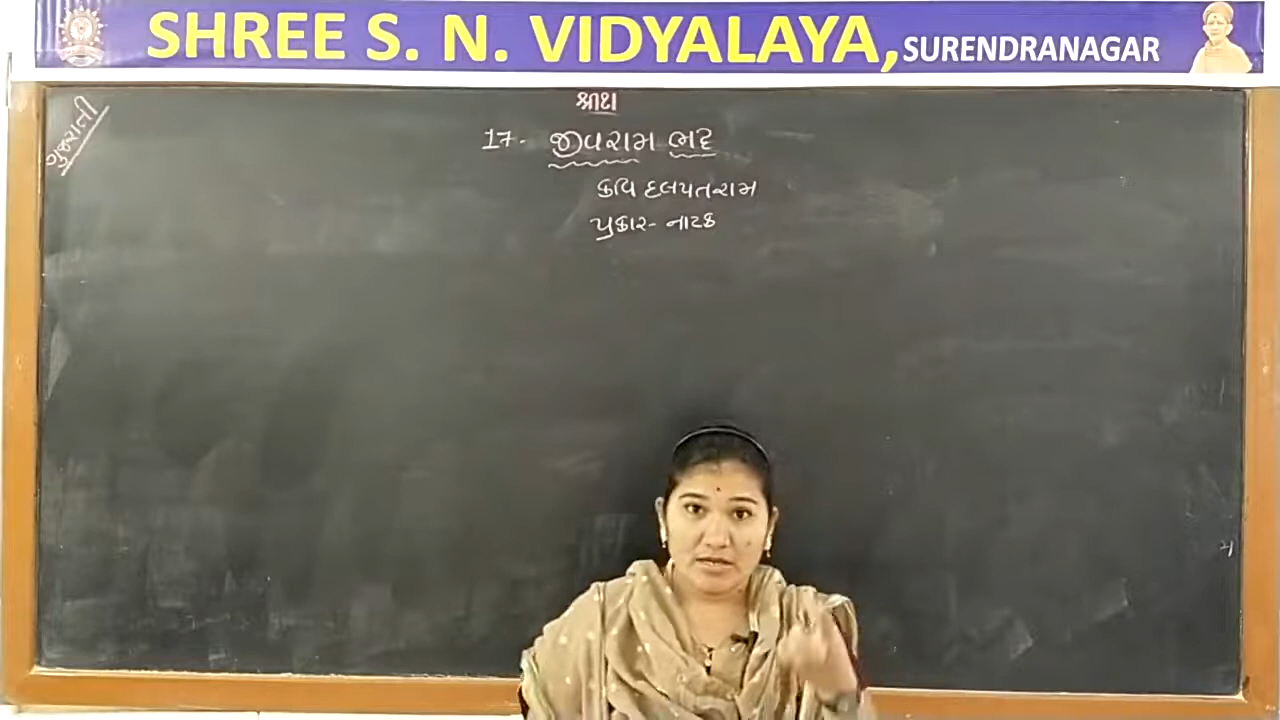 SHREE S. N. VIDYALAYA, SURENDRANAGAR
ગુજરાતી
શ્રીજી
17- જીવરામ ભટ્ટ
કવિ દલપતરામ
પ્રકાર- નાટક